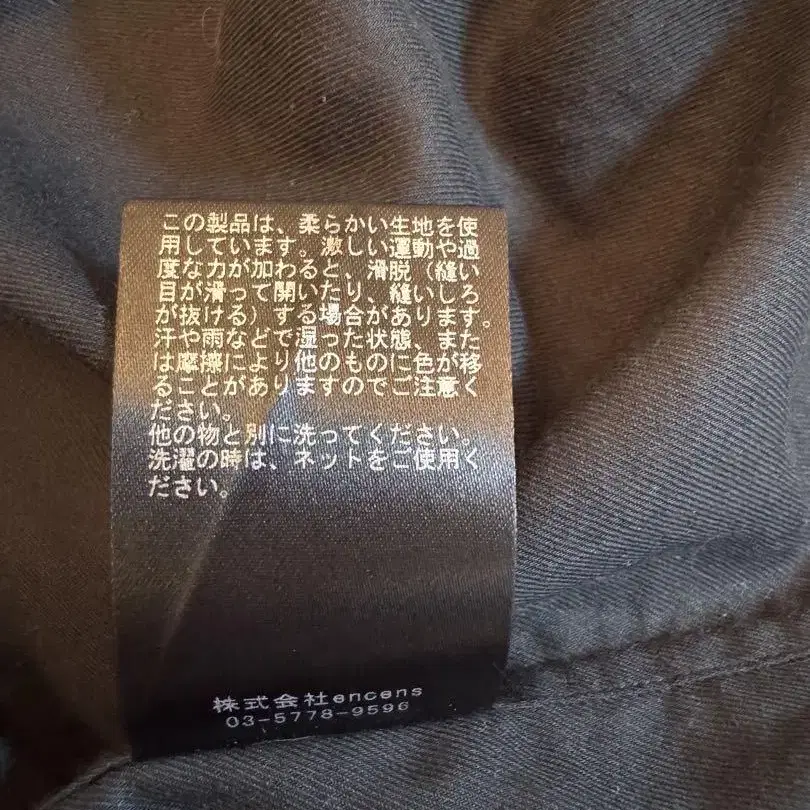 この製品は、柔らかい生地を使
用しています。激しい運動や過
度な力が加わると、滑脱（縫い
目が滑って開いたり、縫いしろ
が抜ける）する場合があります。
汗や雨などで湿った状態、また
は摩擦により他のものに色が移
ることがありますのでご注意く
ださい。
他の物と別に洗ってください。
洗濯の時は、ネットをご使用く
ださい。
株式会社encens
03-5778-9596